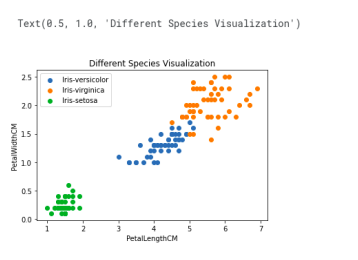 Text(0.5, 1.0, 'Different Species Visualization')
Different Species Visualization
2.5
2.0
1.5
1.0
0.5
0.0
PetalWidthCM
Iris-versicolor
Iris-virginica
Iris-setosa
1 2 3 4 5 6 7
PetalLengthCM